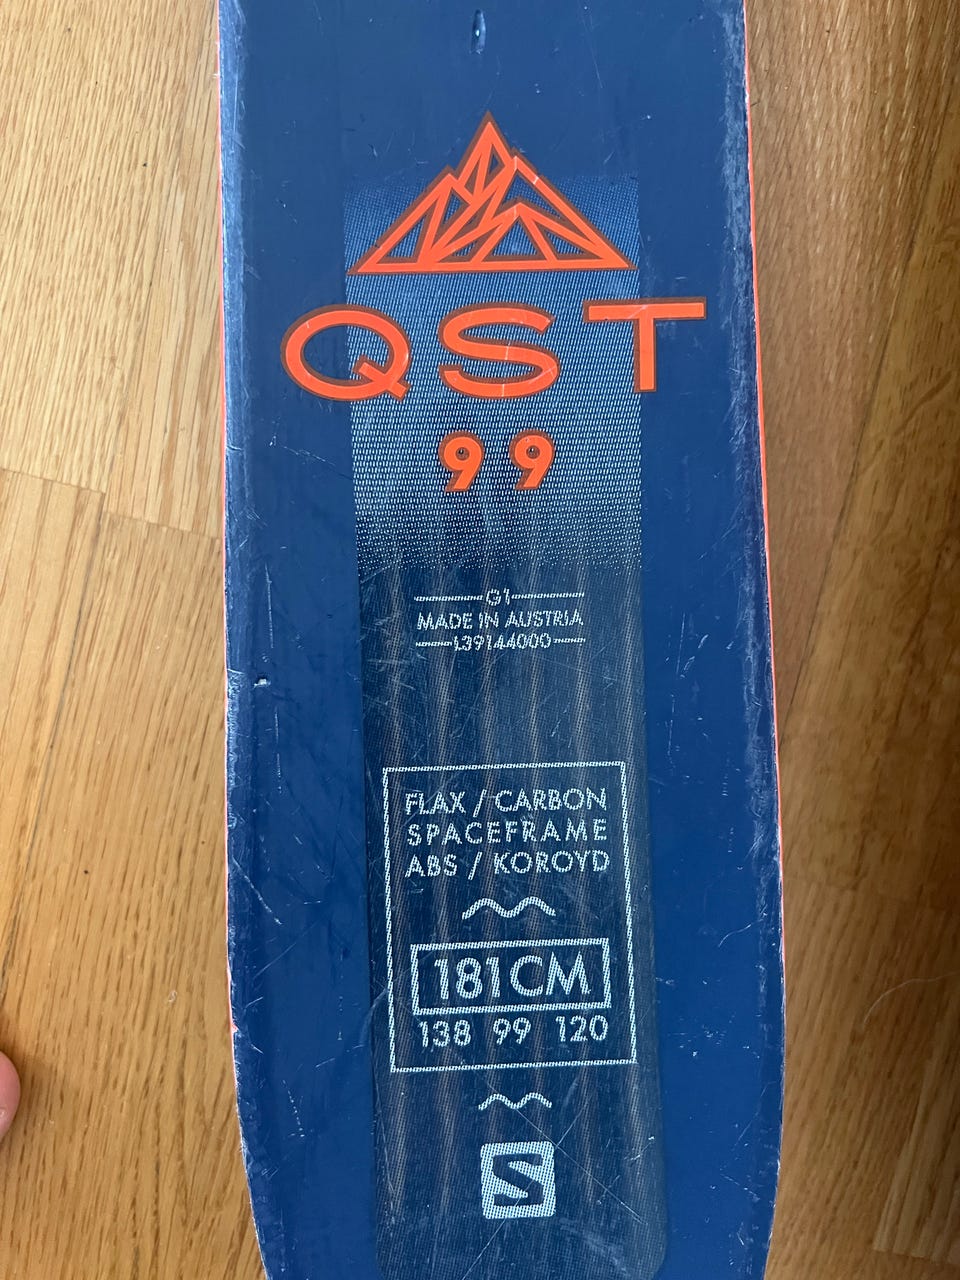 QST
99
G1
MADE IN AUSTRIA
L39144000
FLAX / CARBON
SPACEFRAME
ABS / KOROYD
181CM
138 99 120
S